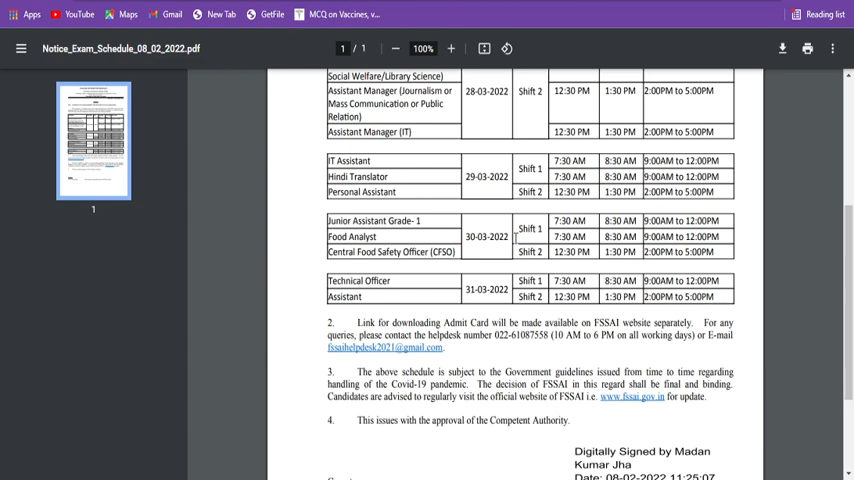 Apps YouTube Maps Gmail New Tab GetFile MCQ on Vaccines, v... Reading list
Notice_Exam_Schedule_08_02_2022.pdf 1 / 1 100%
Social Welfare/Library Science)
Assistant Manager (Journalism or
Mass Communication or Public
Relation) 28-03-2022 Shift 2 12:30 PM 1:30 PM 2:00PM to 5:00PM
Assistant Manager (IT) 12:30 PM 1:30 PM 2:00PM to 5:00PM
IT Assistant 29-03-2022 Shift 1 7:30 AM 8:30 AM 9:00AM to 12:00PM
Hindi Translator 7:30 AM 8:30 AM 9:00AM to 12:00PM
Personal Assistant Shift 2 12:30 PM 1:30 PM 2:00PM to 5:00PM
Junior Assistant Grade- 1 30-03-2022 Shift 1 7:30 AM 8:30 AM 9:00AM to 12:00PM
Food Analyst 7:30 AM 8:30 AM 9:00AM to 12:00PM
Central Food Safety Officer (CFSO) Shift 2 12:30 PM 1:30 PM 2:00PM to 5:00PM
Technical Officer 31-03-2022 Shift 1 7:30 AM 8:30 AM 9:00AM to 12:00PM
Assistant Shift 2 12:30 PM 1:30 PM 2:00PM to 5:00PM
2. Link for downloading Admit Card will be made available on FSSAI website separately. For any
queries, please contact the helpdesk number 022-61087558 (10 AM to 6 PM on all working days) or E-mail
fssaihelpdesk2021@gmail.com.
3. The above schedule is subject to the Government guidelines issued from time to time regarding
handling of the Covid-19 pandemic. The decision of FSSAI in this regard shall be final and binding.
Candidates are advised to regularly visit the official website of FSSAI i.e. www.fssai.gov.in for update.
4. This issues with the approval of the Competent Authority.
Digitally Signed by Madan
Kumar Jha
Date: 08-02-2022 11:25:07
1